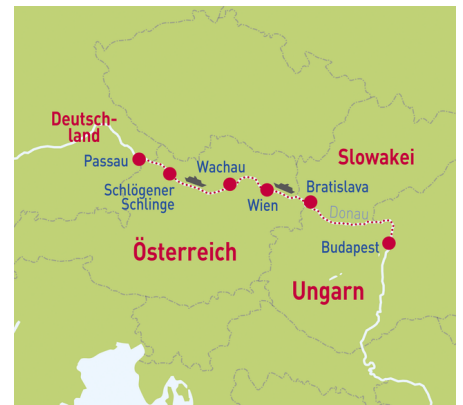 Deutsch-
land
Passau
Schlögener
Schlinge
Wachau
Wien
Slowakei
Bratislava
Donau
Budapest
Österreich
Ungarn